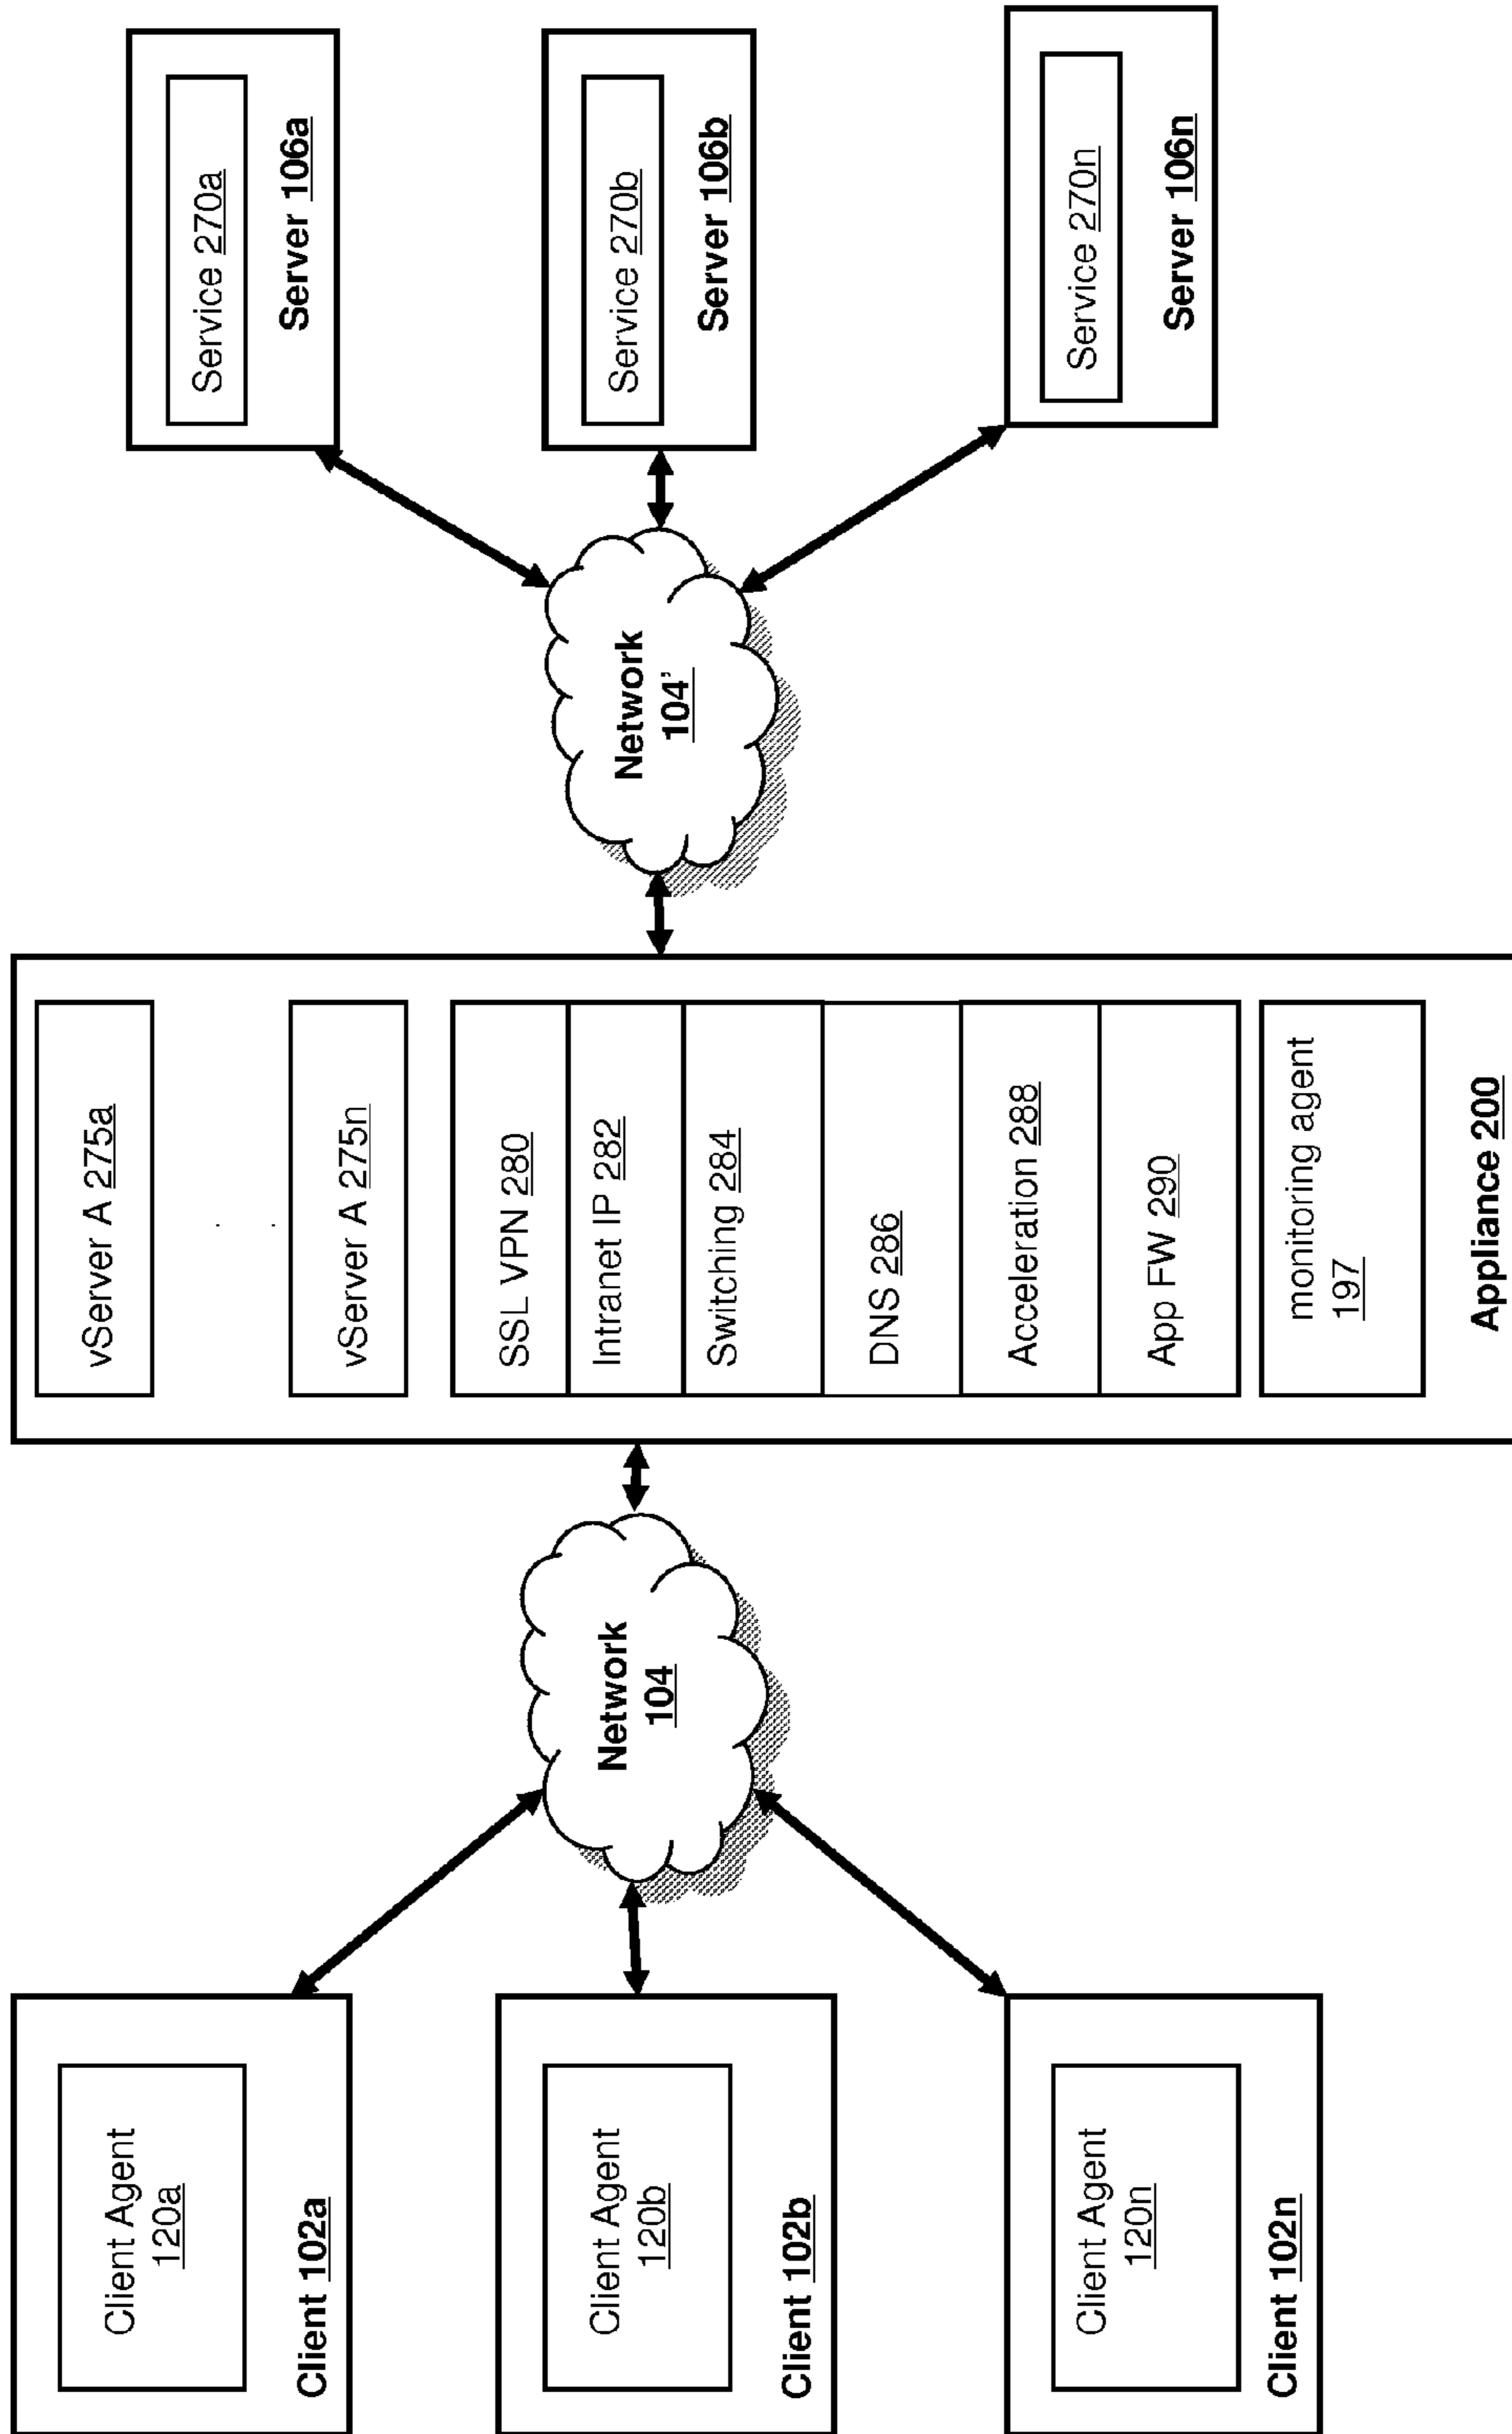 Client Agent
120a
Client 102a
Client Agent
120b
Client 102b
Client Agent
120n
Client 102n
Network
104
vServer A 275a
. .
vServer A 275n
SSL VPN 280
Intranet IP 282
Switching 284
DNS 286
Acceleration 288
App FW 290
monitoring agent
197
Appliance 200
Network
104'
Service 270a
Server 106a
Service 270b
Server 106b
Service 270n
Server 106n